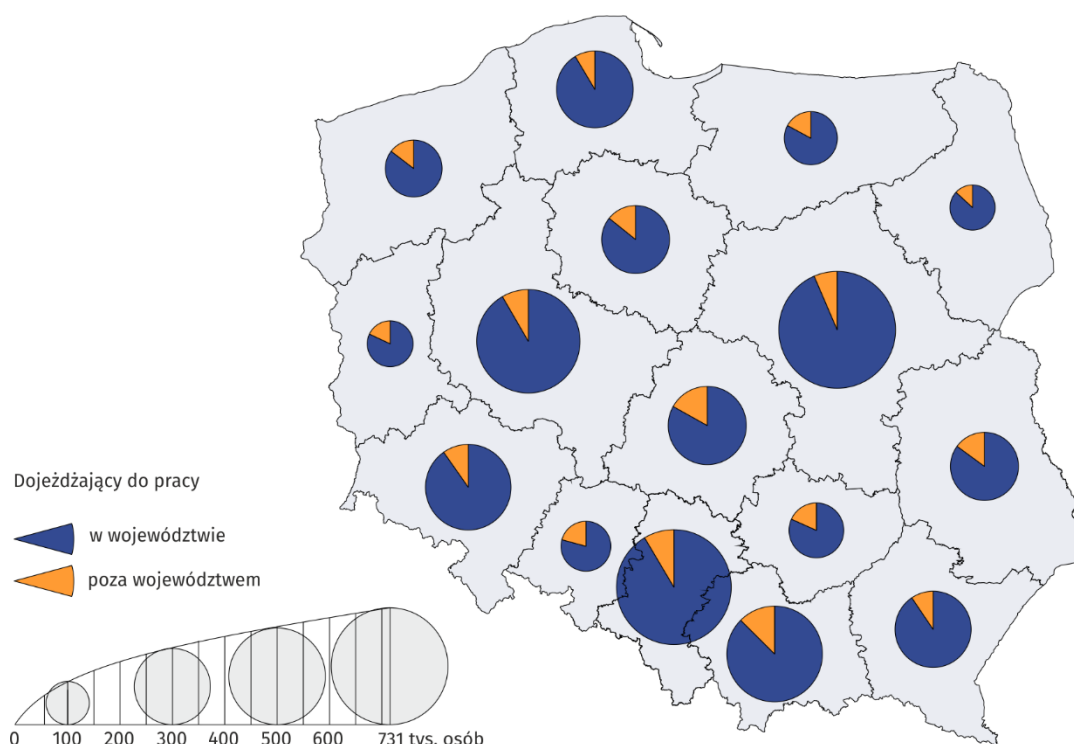 Dojeżdżający do pracy
w województwie
poza województwem
0 100 200 300 400 500 600 731 tys. osób